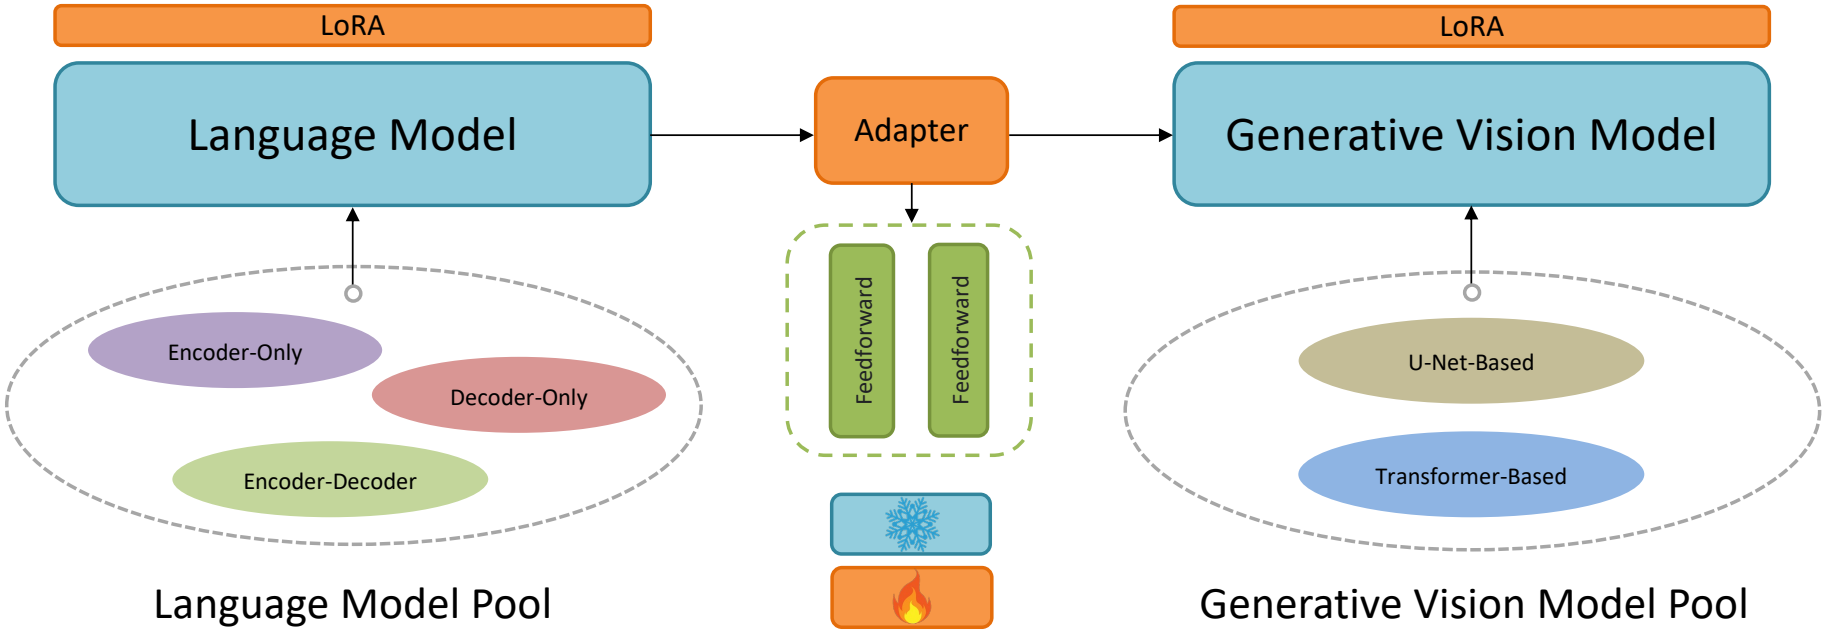 LoRA
LoRA
Language Model
Adapter
Generative Vision Model
Feedforward
Feedforward
Encoder-Only
Decoder-Only
Encoder-Decoder
U-Net-Based
Transformer-Based
Language Model Pool
Generative Vision Model Pool